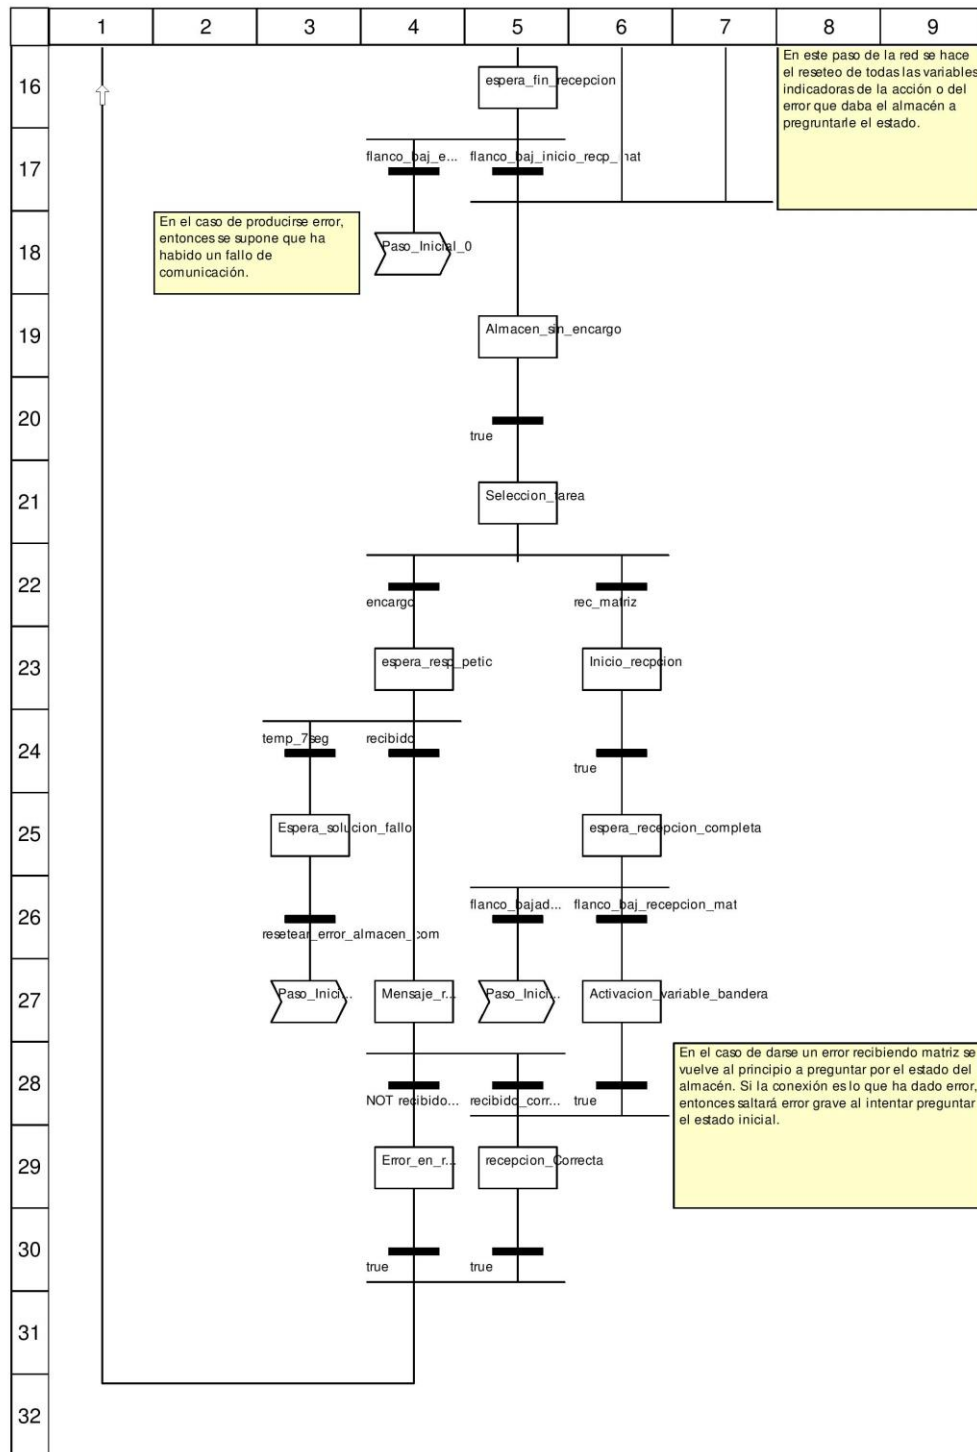 1 2 3 4 5 6 7 8 9
16
espera_fin_recepcion
En este paso de la red se hace
el reseteo de todas las variables
indicadoras de la acción o del
error que daba el almacén a
pregruntarle el estado.
17
flanco_baj_e... flanco_baj_inicio_recp_mat
18
En el caso de producirse error,
entonces se supone que ha
habido un fallo de
comunicación.
Paso_Inicial_0
19
Almacen_sin_encargo
20
true
21
Seleccion_tarea
22
encargo rec_matriz
23
espera_resp_petic Inicio_recpcion
24
temp_7seg recibido
true
25
Espera_solucion_fallo espera_recepcion_completa
26
flanco_bajad... flanco_baj_recepcion_mat
resetear_error_almacen_com
27
Paso_Inici... Mensaje_r... Paso_Inici... Activacion_variable_bandera
28
NOT recibido... recibido_corr... true
En el caso de darse un error recibiendo matriz se
vuelve al principio a preguntar por el estado del
almacén. Si la conexión es lo que ha dado error,
entonces saltará error grave al intentar preguntar
el estado inicial.
29
Error_en_r... recepcion_Correcta
30
true true
31
32